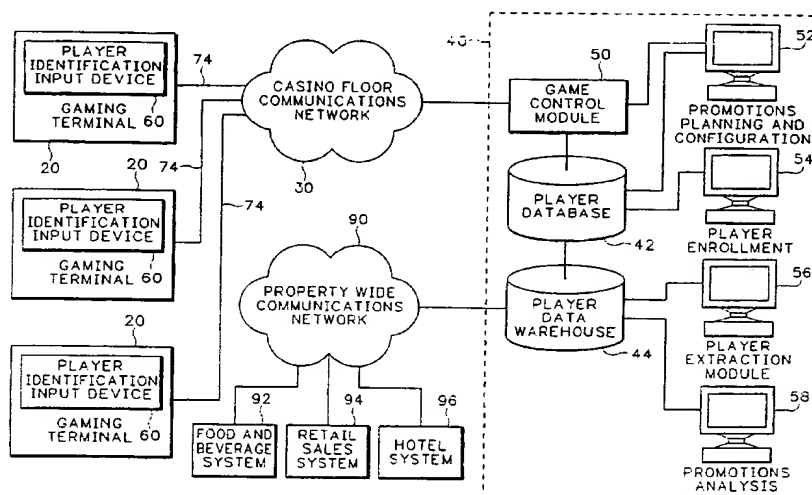 PLAYER
IDENTIFICATION
INPUT DEVICE
GAMING
TERMINAL
60
20
74
74
20
PLAYER
IDENTIFICATION
INPUT DEVICE
GAMING
TERMINAL
60
74
20
PLAYER
IDENTIFICATION
INPUT DEVICE
GAMING
TERMINAL
60
CASINO FLOOR
COMMUNICATIONS
NETWORK
30
90
PROPERTY WIDE
COMMUNICATIONS
NETWORK
92
FOOD AND
BEVERAGE
SYSTEM
94
RETAIL
SALES
SYSTEM
96
HOTEL
SYSTEM
40
50
GAME
CONTROL
MODULE
PLAYER
DATABASE
42
PLAYER
DATA
WAREHOUSE
44
52
PROMOTIONS
PLANNING AND
CONFIGURATION
54
PLAYER
ENROLLMENT
56
PLAYER
EXTRACTION
MODULE
58
PROMOTIONS
ANALYSIS